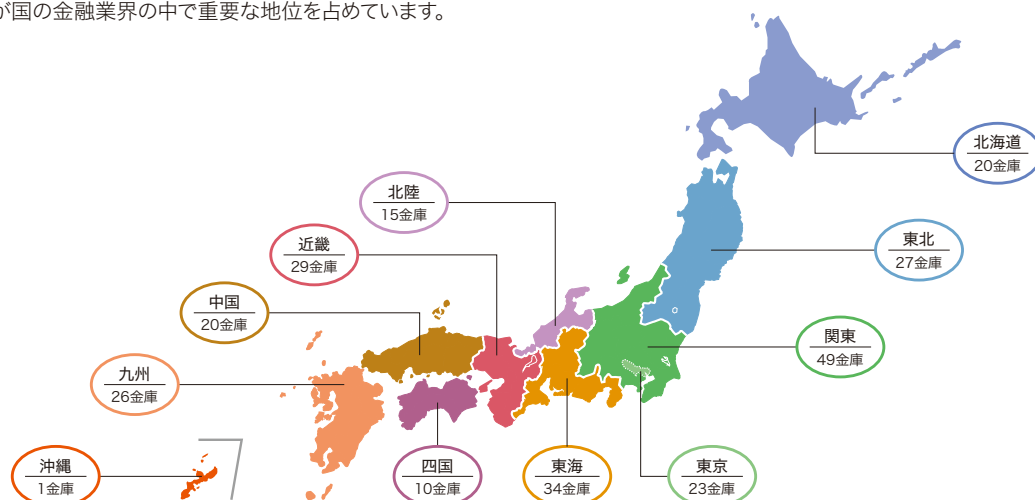 が国の金融業界の中で重要な地位を占めています。
北海道
20金庫
北陸
15金庫
東北
27金庫
近畿
29金庫
中国
20金庫
関東
49金庫
九州
26金庫
沖縄
1金庫
四国
10金庫
東海
34金庫
東京
23金庫